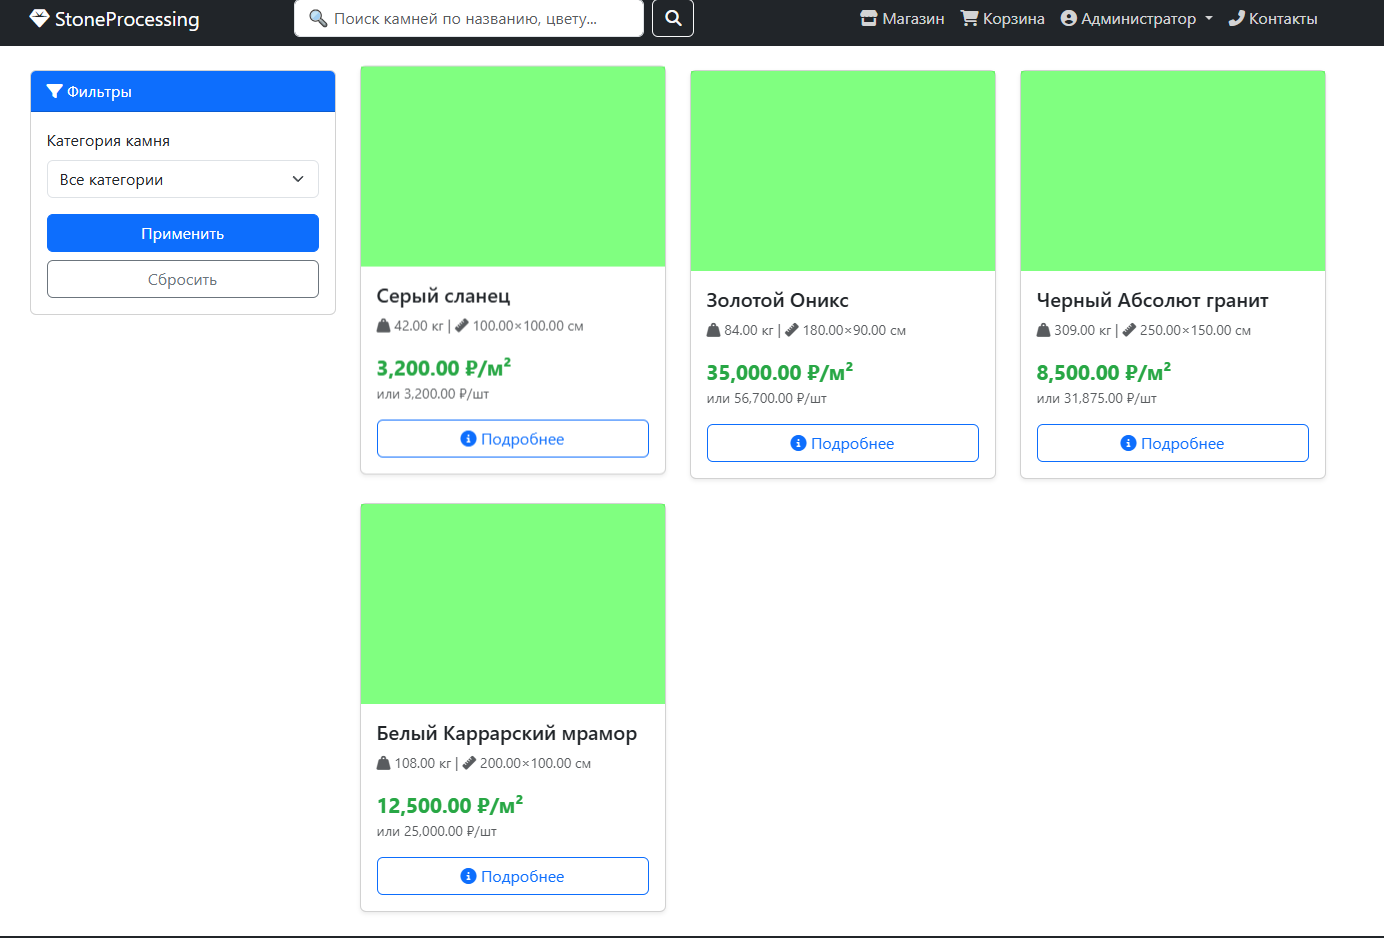 StoneProcessing
Поиск камней по названию, цвету...
Магазин
Корзина
Администратор
Контакты
Фильтры
Категория камня
Все категории
Применить
Сбросить
Серый сланец
42.00 кг | 100.00×100.00 см
3,200.00 ₽/м²
или 3,200.00 ₽/шт
Подробнее
Золотой Оникс
84.00 кг | 180.00×90.00 см
35,000.00 ₽/м²
или 56,700.00 ₽/шт
Подробнее
Черный Абсолют гранит
309.00 кг | 250.00×150.00 см
8,500.00 ₽/м²
или 31,875.00 ₽/шт
Подробнее
Белый Каррарский мрамор
108.00 кг | 200.00×100.00 см
12,500.00 ₽/м²
или 25,000.00 ₽/шт
Подробнее